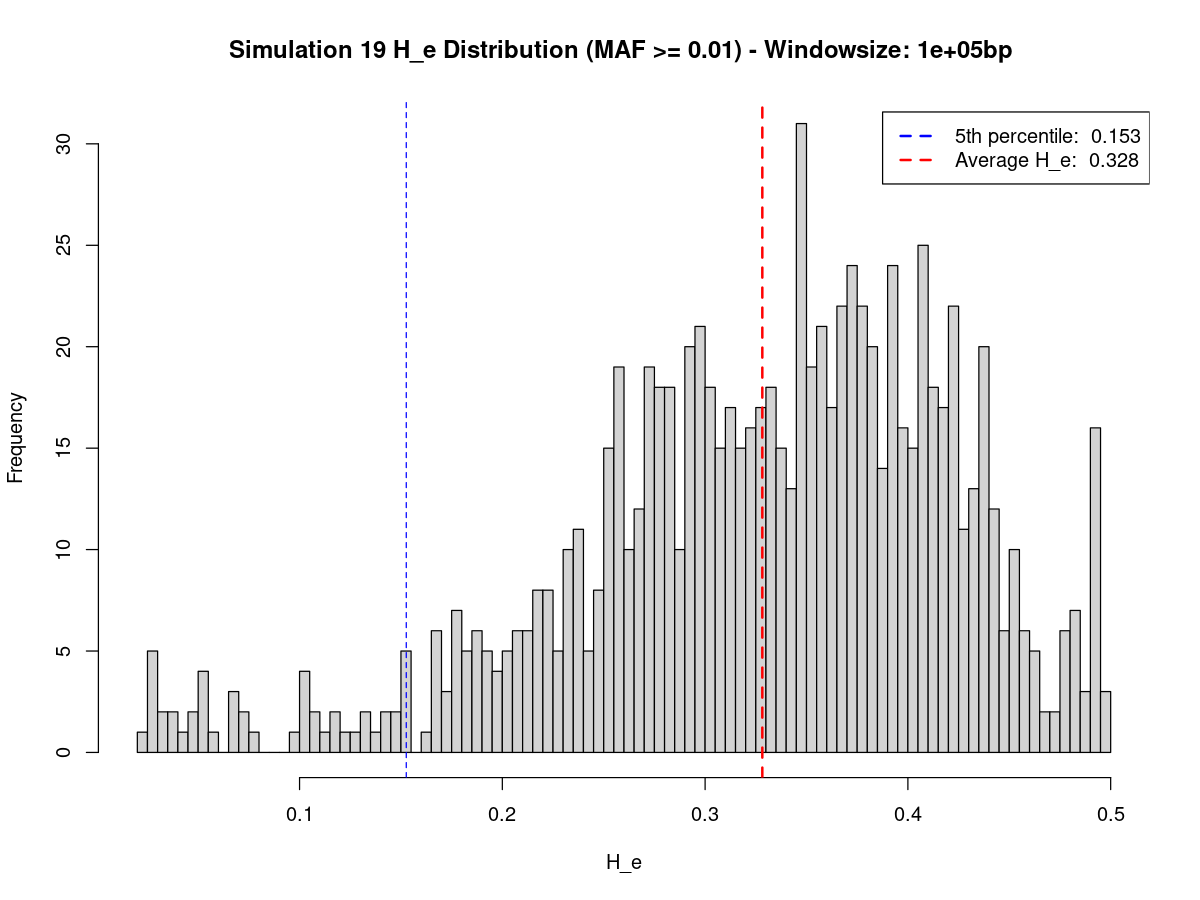 Simulation 19 H_e Distribution (MAF >= 0.01) - Windowsize: 1e+05bp
5th percentile: 0.153
Average H_e: 0.328
30
25
20
15
10
5
0
Frequency
0.1 0.2 0.3 0.4 0.5
H_e